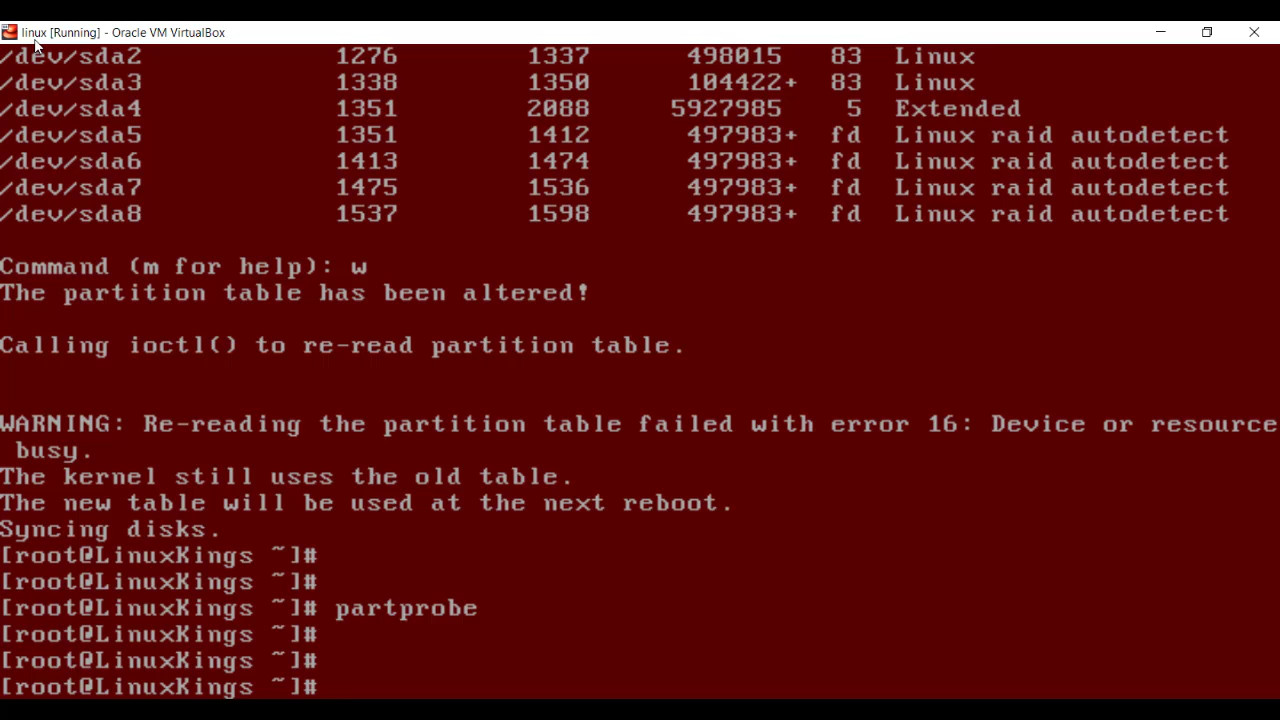 linux [Running] - Oracle VM VirtualBox
/dev/sda2 1276 1337 498015 83 Linux
/dev/sda3 1338 1350 104422+ 83 Linux
/dev/sda4 1351 2088 5927985 5 Extended
/dev/sda5 1351 1412 497983+ fd Linux raid autodetect
/dev/sda6 1413 1474 497983+ fd Linux raid autodetect
/dev/sda7 1475 1536 497983+ fd Linux raid autodetect
/dev/sda8 1537 1598 497983+ fd Linux raid autodetect
Command (m for help): w
The partition table has been altered!
Calling ioctl() to re-read partition table.
WARNING: Re-reading the partition table failed with error 16: Device or resource
busy.
The kernel still uses the old table.
The new table will be used at the next reboot.
Syncing disks.
[root@LinuxKings ~]#
[root@LinuxKings ~]#
[root@LinuxKings ~]# partprobe
[root@LinuxKings ~]#
[root@LinuxKings ~]#
[root@LinuxKings ~]#